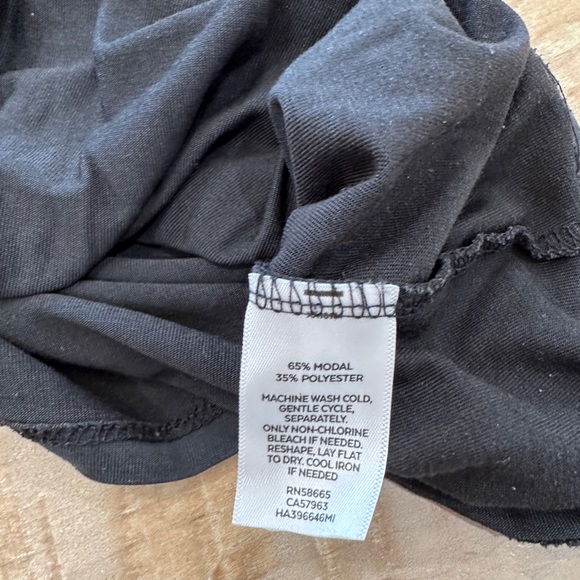 65% MODAL
35% POLYESTER
MACHINE WASH COLD,
GENTLE CYCLE,
SEPARATELY.
ONLY NON-CHLORINE
BLEACH IF NEEDED.
RESHAPE, LAY FLAT
TO DRY. COOL IRON
IF NEEDED
RN58665
CA57963
HA396646M/